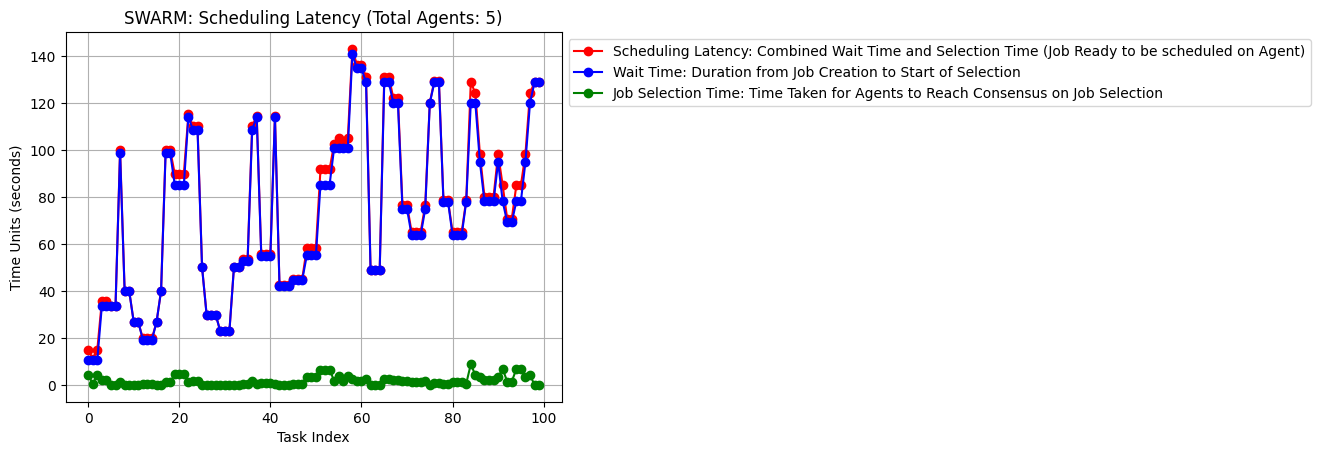 SWARM: Scheduling Latency (Total Agents: 5)
Scheduling Latency: Combined Wait Time and Selection Time (Job Ready to be scheduled on Agent)
Wait Time: Duration from Job Creation to Start of Selection
Job Selection Time: Time Taken for Agents to Reach Consensus on Job Selection
Time Units (seconds)
140
120
100
80
60
40
20
0
0 20 40 60 80 100
Task Index